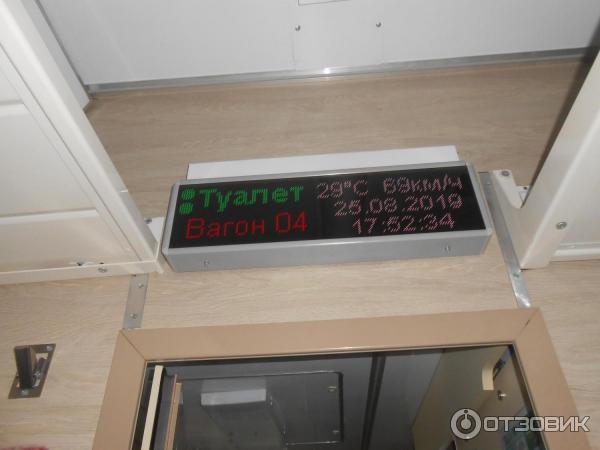 Туалет
Вагон 04
29°C 69км/ч
25.08.2019
17:52:34
ОТЗОВИК